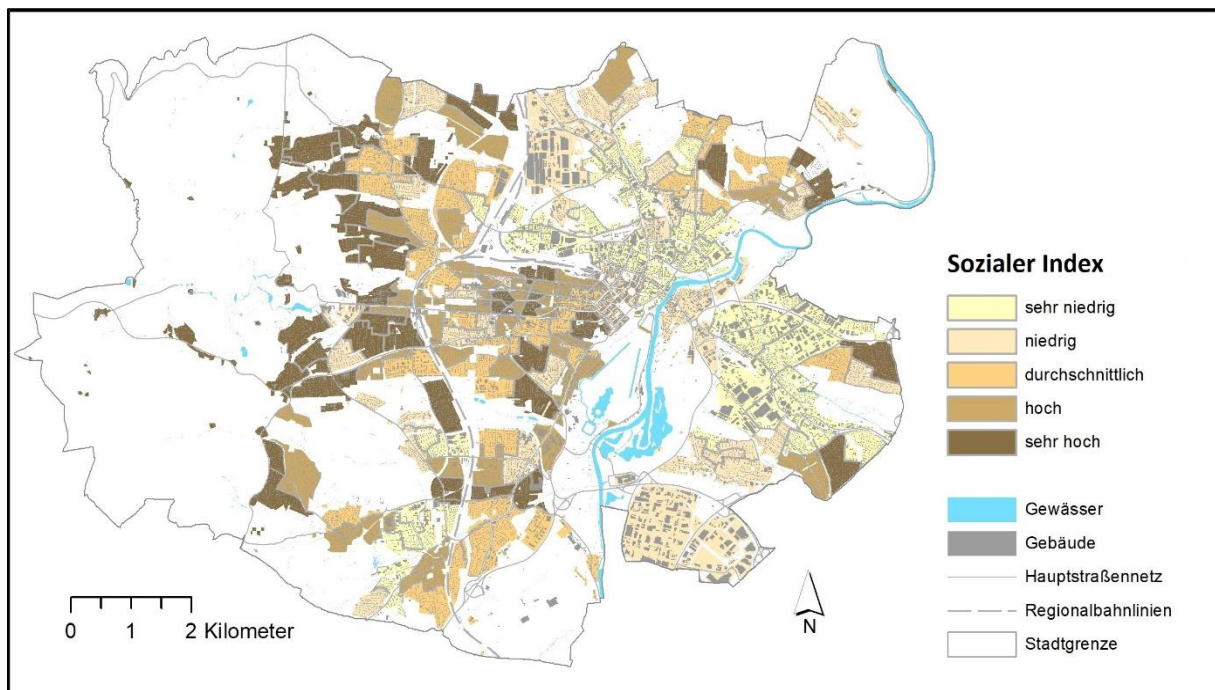 Sozialer Index
sehr niedrig
niedrig
durchschnittlich
hoch
sehr hoch
Gewässer
Gebäude
Hauptstraßennetz
Regionalbahnlinien
Stadtgrenze
0 1 2 Kilometer
N